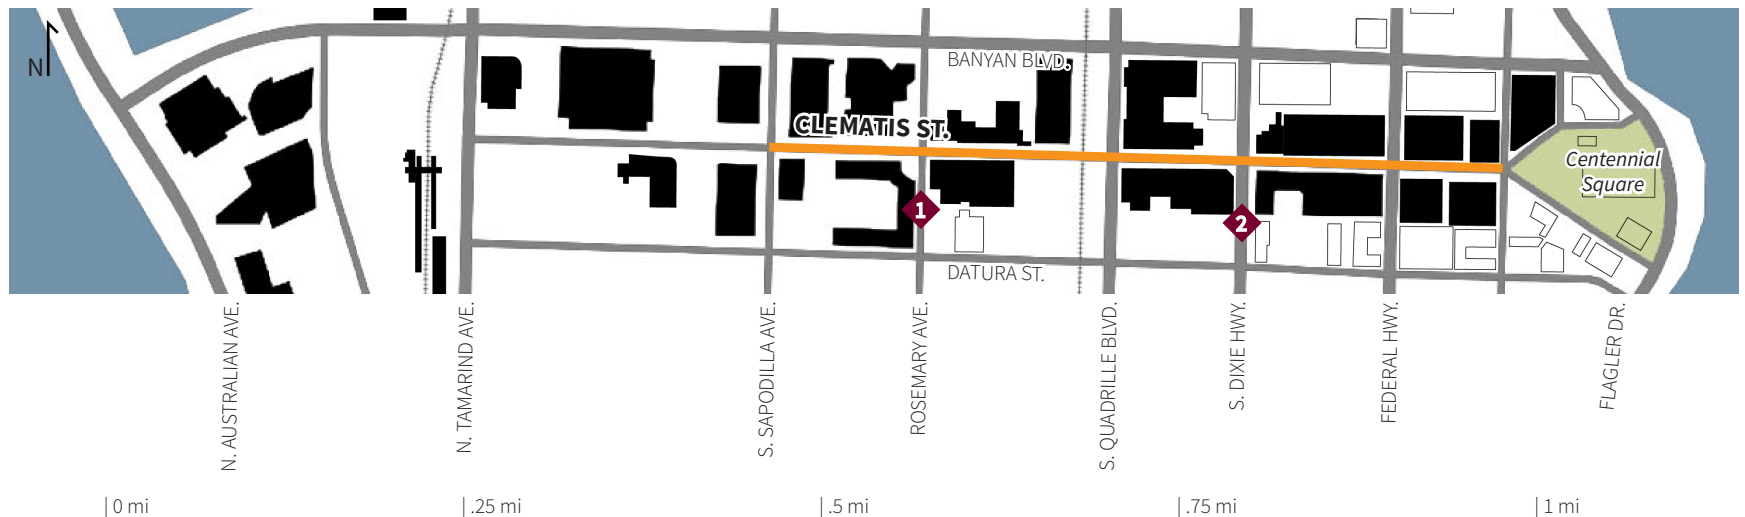 N
BANYAN BLVD.
CLEMATIS ST.
Centennial
Square
1
2
DATURA ST.
N. AUSTRALIAN AVE.
N. TAMARIND AVE.
S. SAPODILLA AVE.
ROSEMARY AVE.
S. QUADRILLE BLVD.
S. DIXIE HWY.
FEDERAL HWY.
FLAGLER DR.
0 mi
.25 mi
.5 mi
.75 mi
1 mi